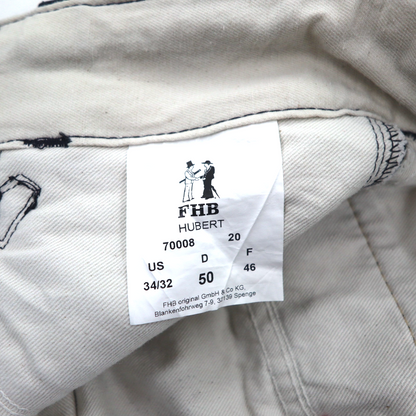 FHB
HUBERT
70008 20
US D F
34/32 50 46
FHB original GmbH & Co KG,
Blankenfohrweg 7-9, 32139 Spenge